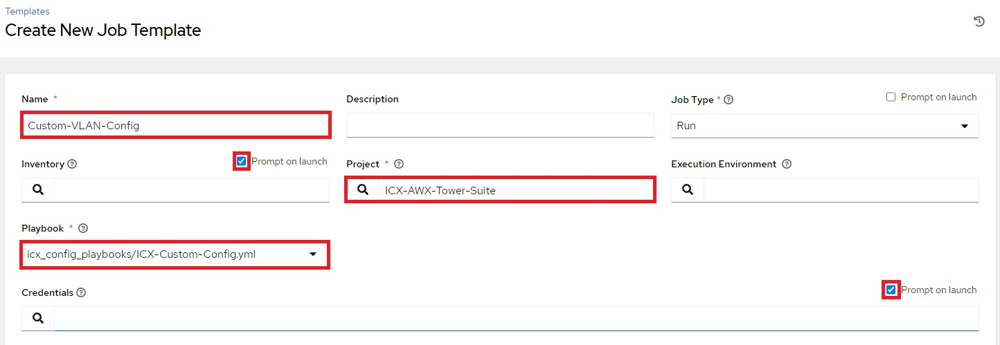 Templates
Create New Job Template
Name *
Description
Job Type *
Prompt on launch
Custom-VLAN-Config
Run
Inventory
Prompt on launch
Project *
Execution Environment
ICX-AWX-Tower-Suite
Playbook *
icx_config_playbooks/ICX-Custom-Config.yml
Credentials
Prompt on launch